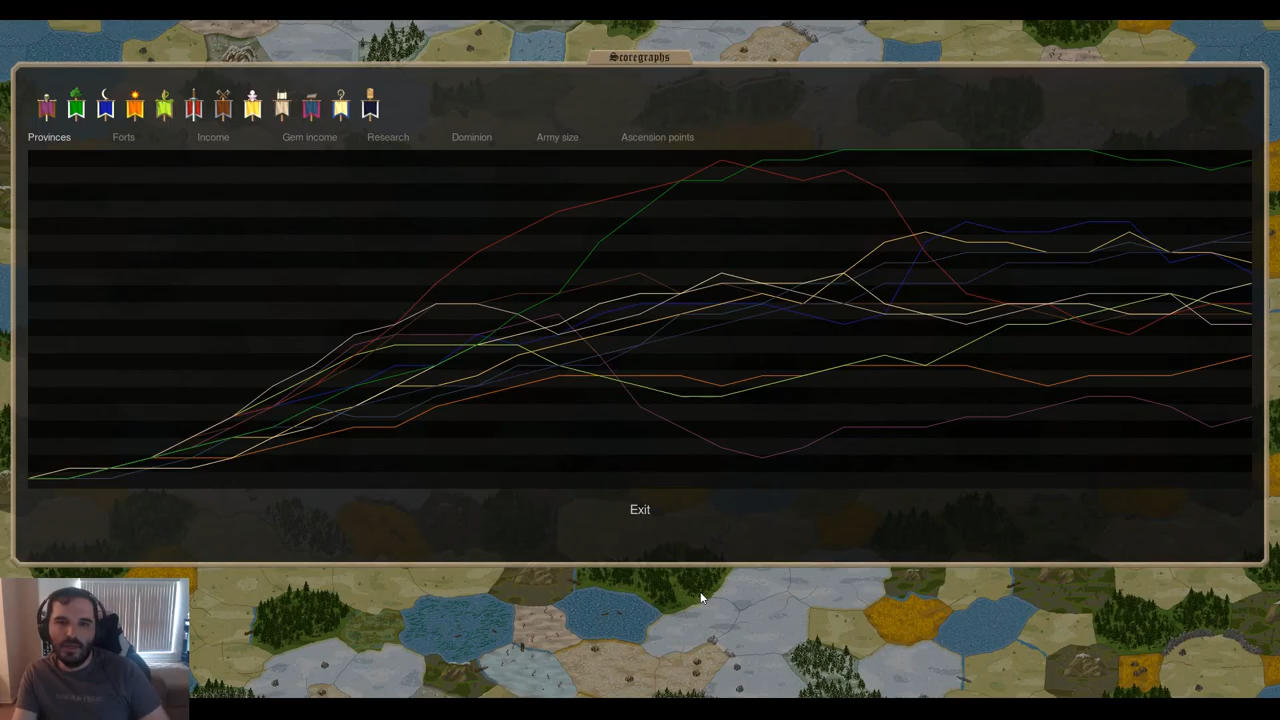 Scoregraphs
Provinces Forts Income Gem income Research Dominion Army size Ascension points
Exit